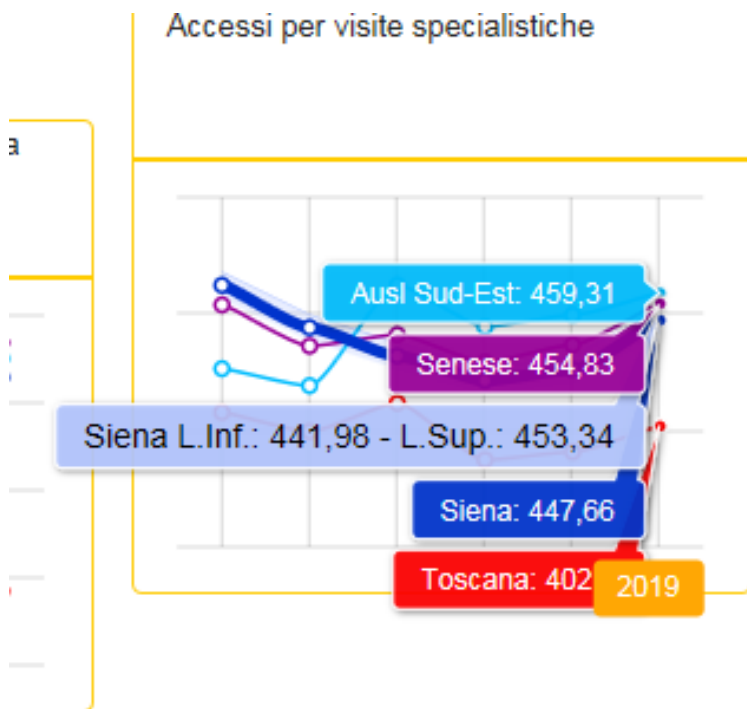 Accessi per visite specialistiche
a
Ausl Sud-Est: 459,31
Senese: 454,83
Siena L.Inf.: 441,98 - L.Sup.: 453,34
Siena: 447,66
Toscana: 402
2019